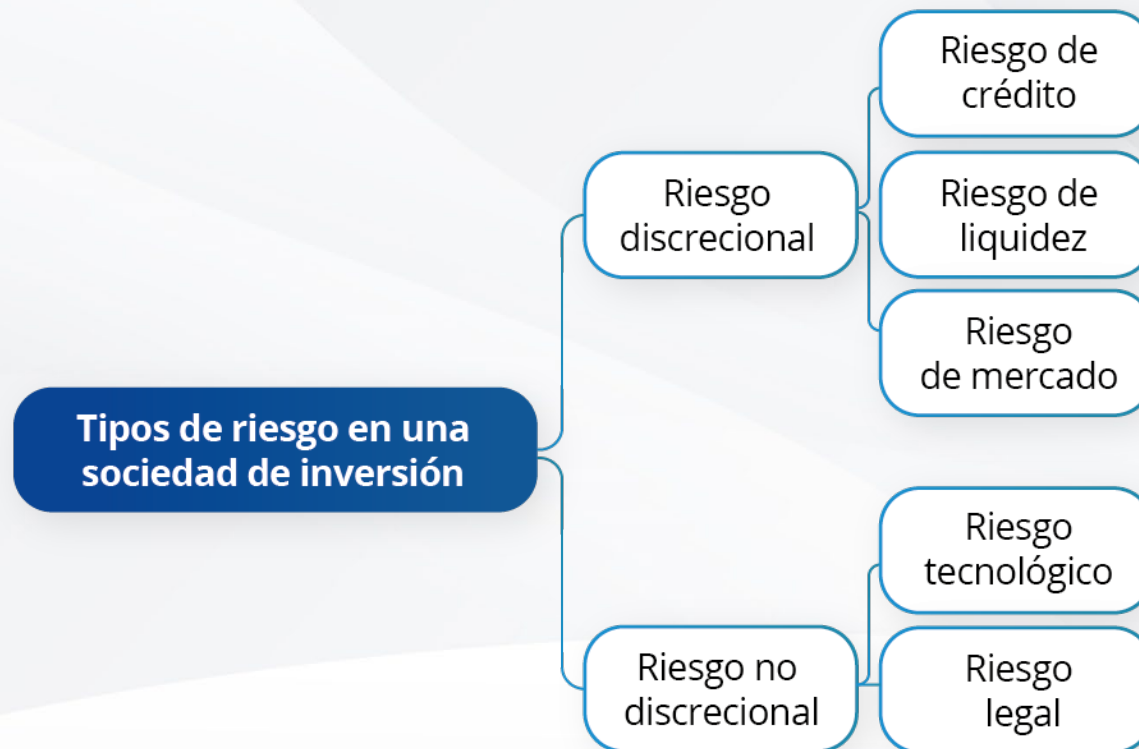 Tipos de riesgo en una
sociedad de inversión
Riesgo
discrecional
Riesgo de
crédito
Riesgo de
liquidez
Riesgo
de mercado
Riesgo no
discrecional
Riesgo
tecnológico
Riesgo
legal